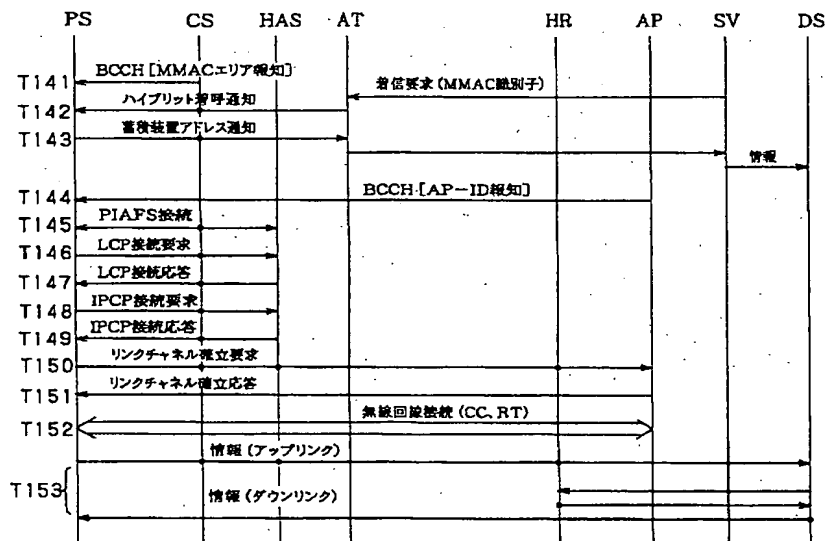 PS CS HAS AT HR AP SV DS
BCCH [MMACエリア報知]
T141
着信要求 (MMAC識別子)
ハイブリット着呼通知
T142
蓄積装置アドレス通知
T143
情報
BCCH [AP-ID報知]
T144
PIAFS接続
T145
LCP接続要求
T146
LCP接続応答
T147
IPCP接続要求
T148
IPCP接続応答
T149
リンクチャネル確立要求
T150
リンクチャネル確立応答
T151
無線回線接続 (CC、RT)
T152
情報 (アップリンク)
T153
情報 (ダウンリンク)